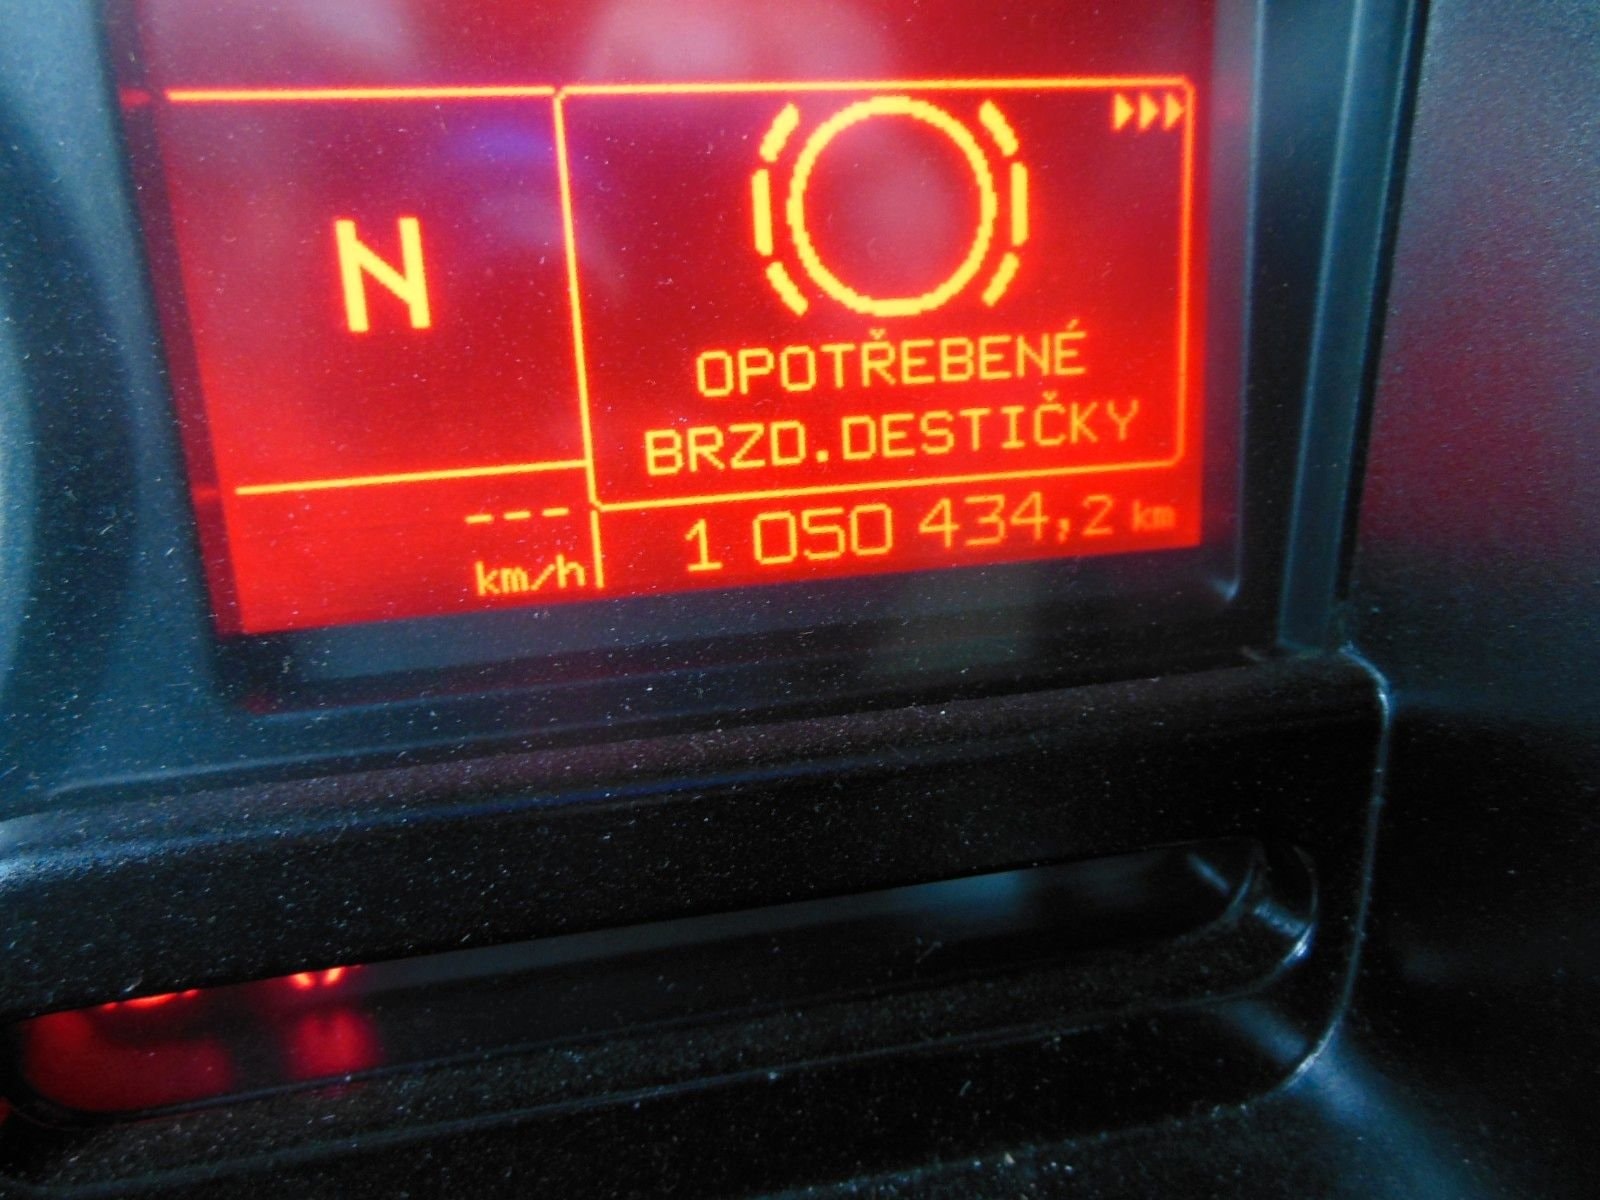 N
OPOTŘEBENÉ
BRZD.DESTIČKY
--- km/h
1 050 434,2 km